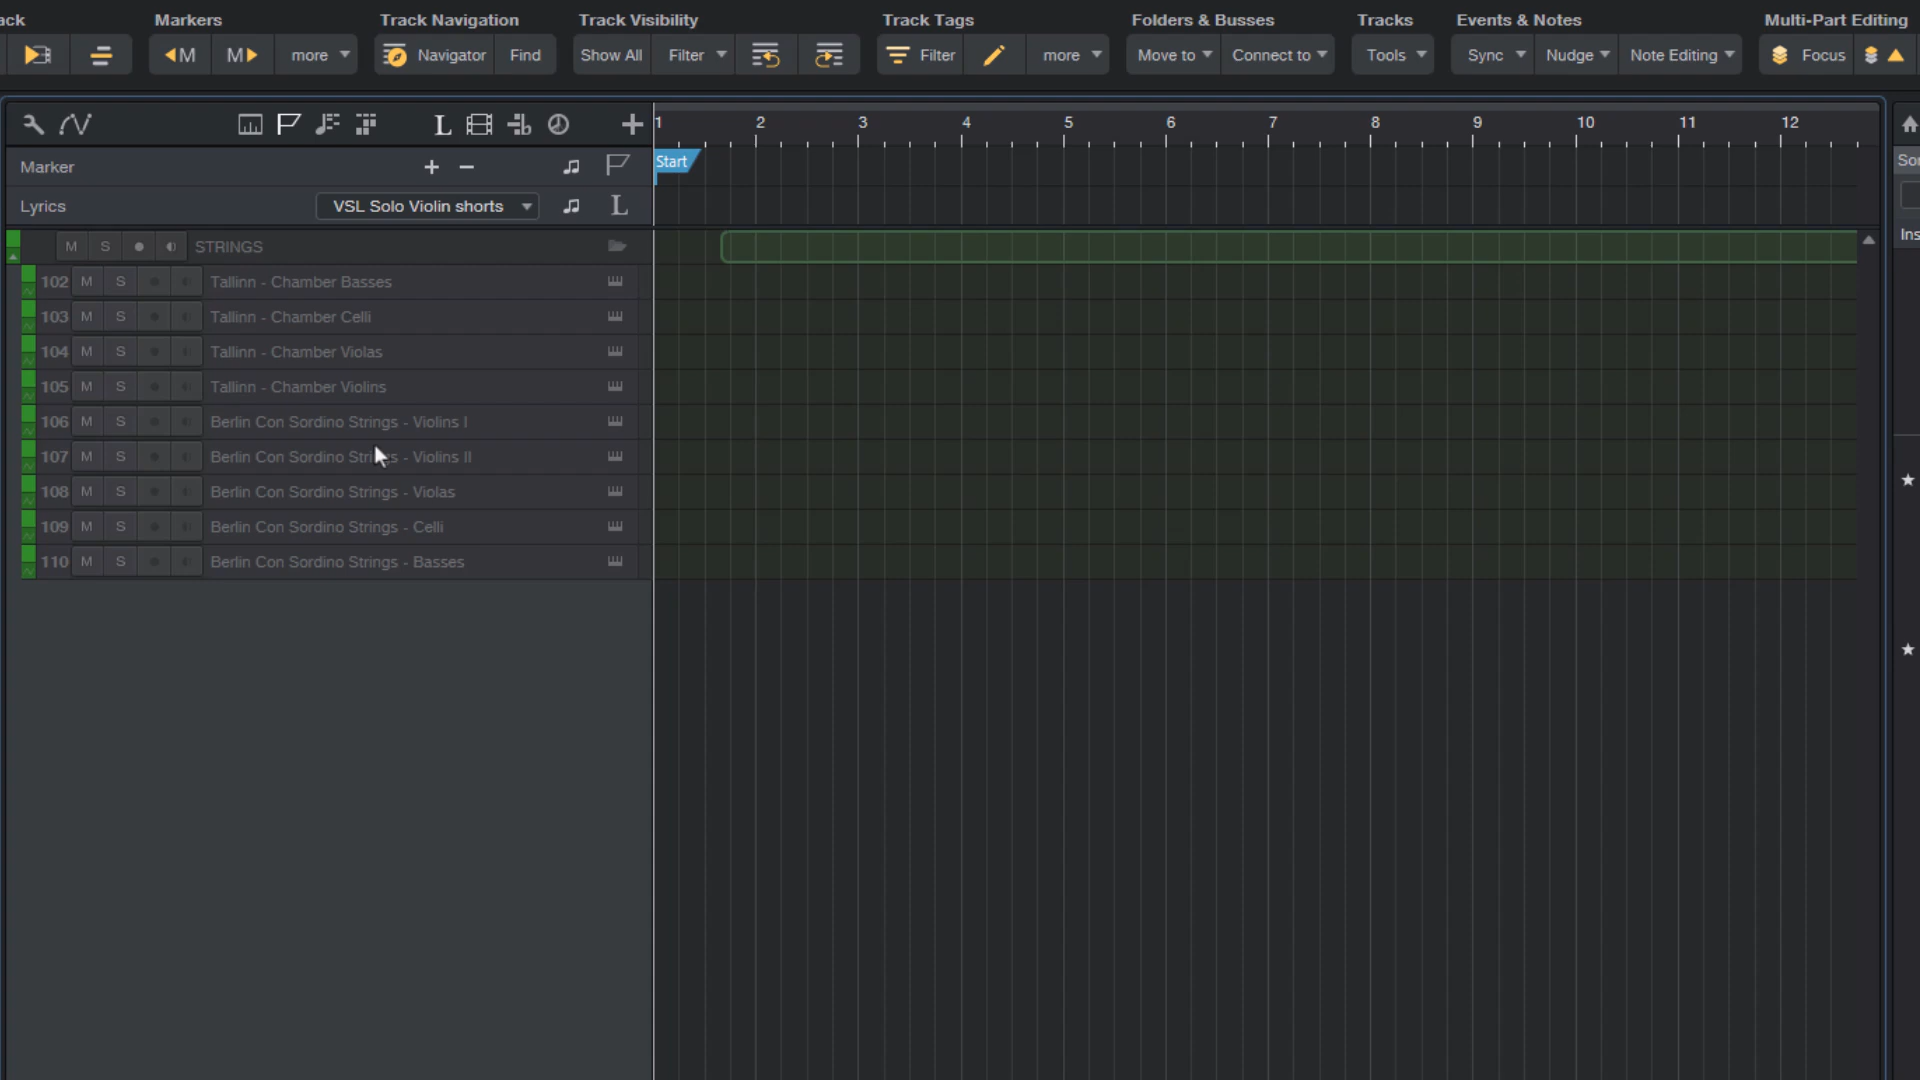 ack Markers Track Navigation Track Visibility Track Tags Folders & Busses Tracks Events & Notes Multi-Part Editing
M M more Navigator Find Show All Filter Filter more Move to Connect to Tools Sync Nudge Note Editing Focus
L 1 2 3 4 5 6 7 8 9 10 11 12
Marker Start
Sor
Lyrics VSL Solo Violin shorts L
Ins
M S STRINGS
102 M S Tallinn - Chamber Basses
103 M S Tallinn - Chamber Celli
104 M S Tallinn - Chamber Violas
105 M S Tallinn - Chamber Violins
106 M S Berlin Con Sordino Strings - Violins I
107 M S Berlin Con Sordino Strings - Violins II
108 M S Berlin Con Sordino Strings - Violas
109 M S Berlin Con Sordino Strings - Celli
110 M S Berlin Con Sordino Strings - Basses